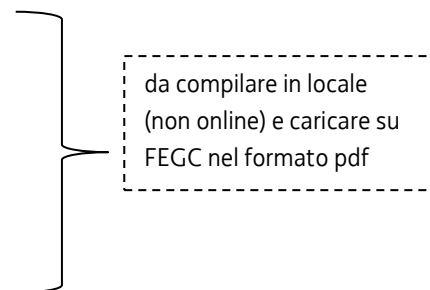 da compilare in locale
(non online) e caricare su
FEGC nel formato pdf